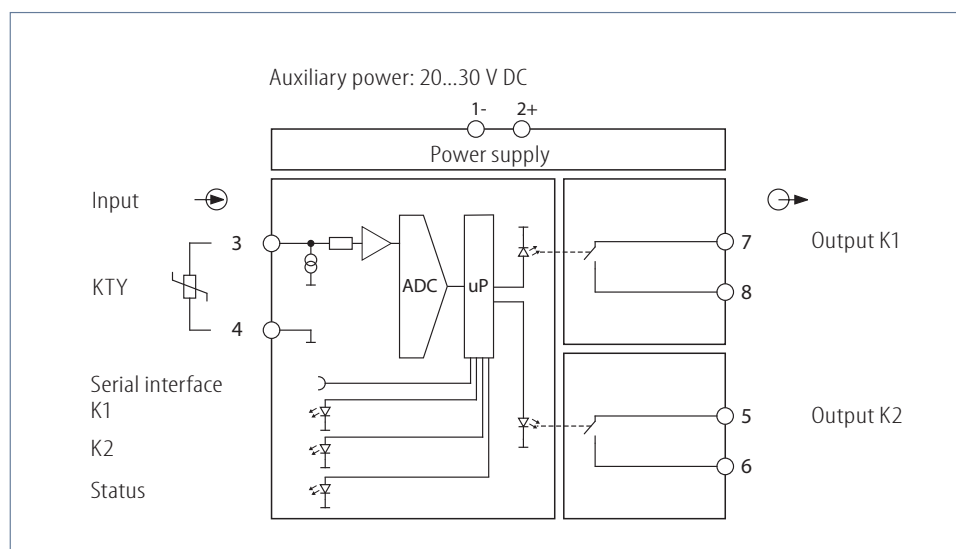 Auxiliary power: 20...30 V DC
1- 2+
Power supply
Input
3
KTY
4
ADC
uP
7 Output K1
8
Serial interface
K1
K2
Status
5 Output K2
6